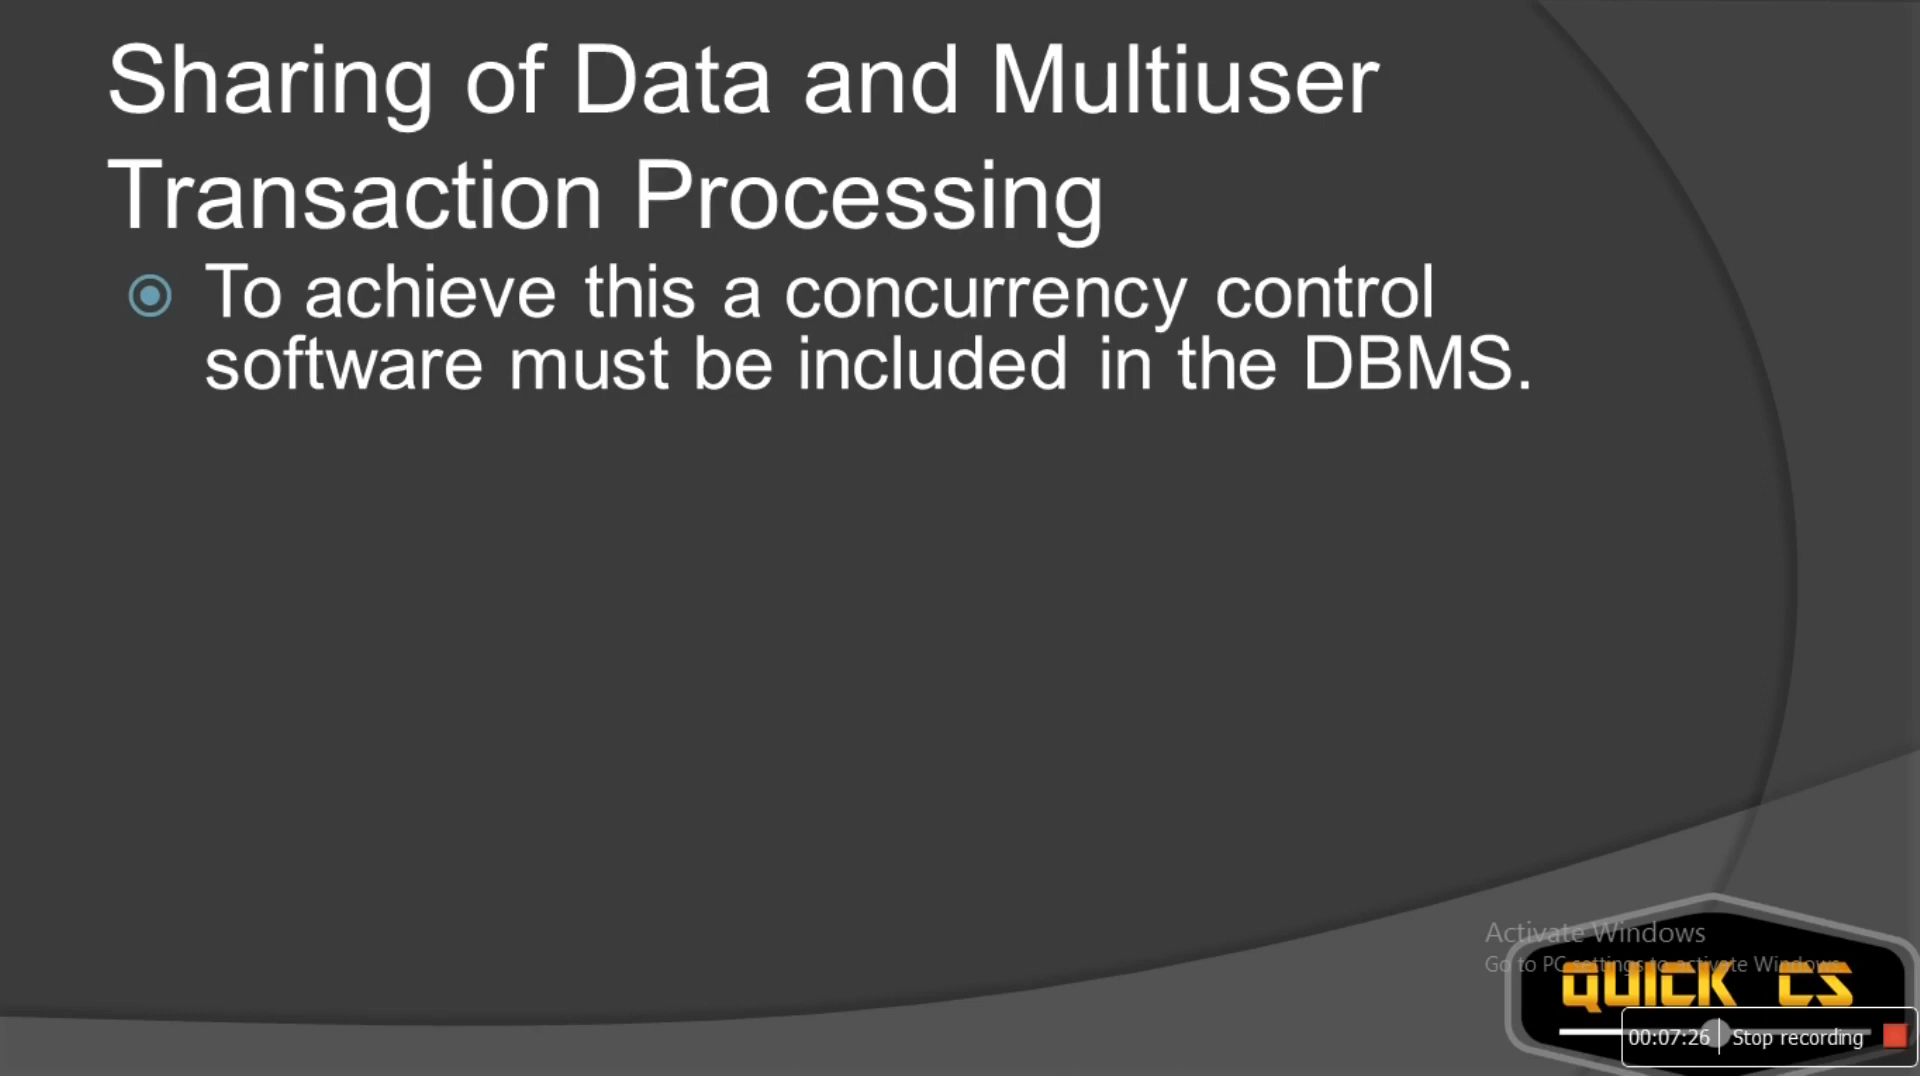 Sharing of Data and Multiuser
Transaction Processing
To achieve this a concurrency control
software must be included in the DBMS.
Activate Windows
Go to PC settings to activate Windows.
QUICK CS
00:07:26 Stop recording